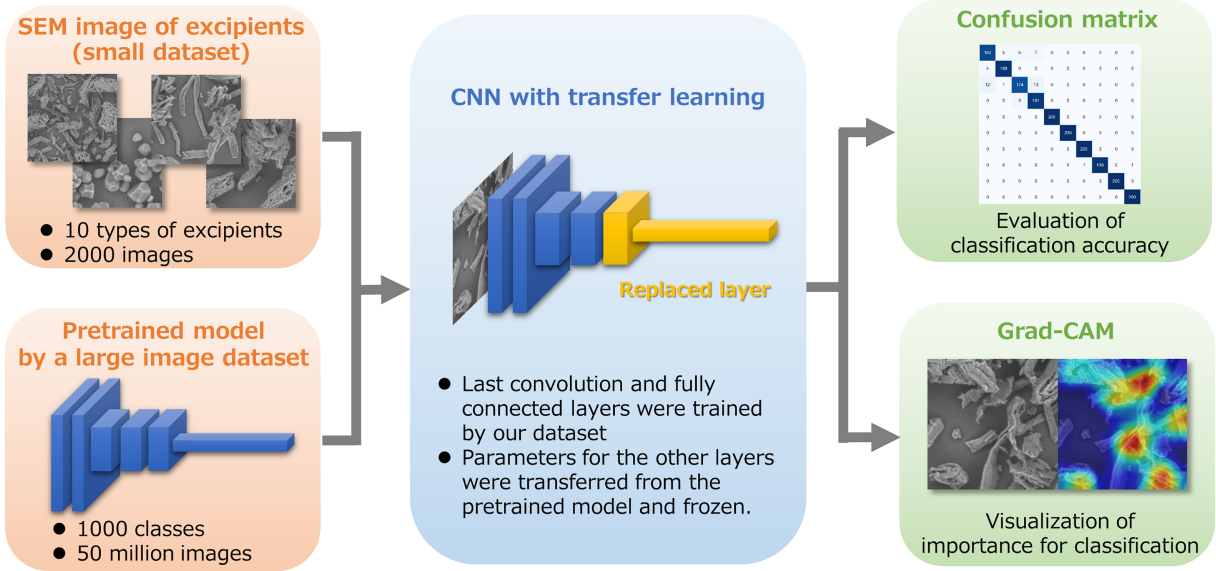 SEM image of excipients
(small dataset)
● 10 types of excipients
● 2000 images
Pretrained model
by a large image dataset
● 1000 classes
● 50 million images
CNN with transfer learning
Replaced layer
● Last convolution and fully
connected layers were trained
by our dataset
● Parameters for the other layers
were transferred from the
pretrained model and frozen.
Confusion matrix
Evaluation of
classification accuracy
Grad-CAM
Visualization of
importance for classification